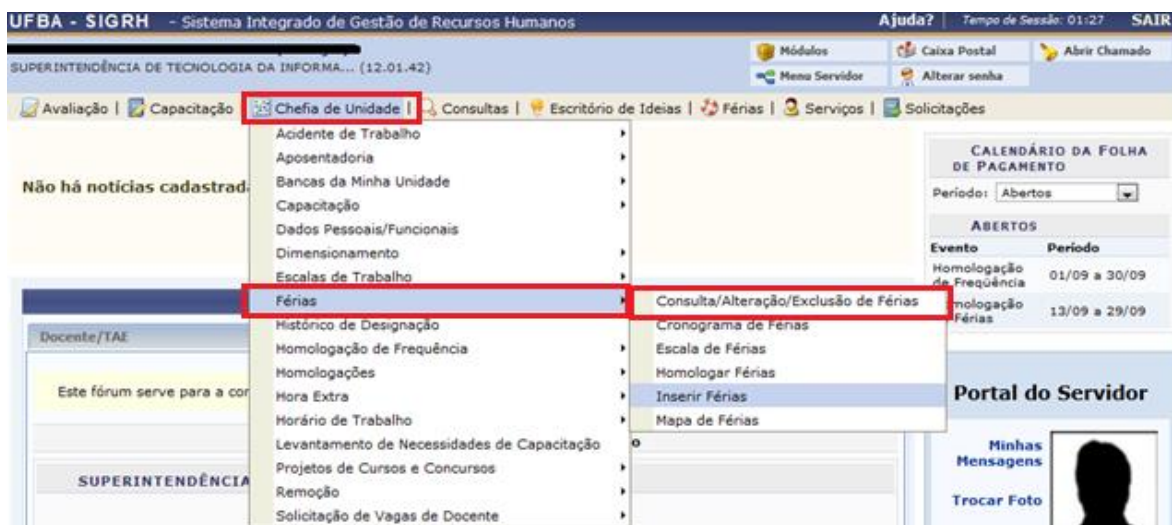 UFBA - SIGRH - Sistema Integrado de Gestão de Recursos Humanos
Ajuda? | Tempo de Sessão: 01:27 SAIR
SUPERINTENDÊNCIA DE TECNOLOGIA DA INFORMA... (12.01.42)
Módulos
Caixa Postal
Abrir Chamado
Menu Servidor
Alterar senha
Avaliação | Capacitação | Chefia de Unidade | Consultas | Escritório de Ideias | Férias | Serviços | Solicitações
Não há notícias cadastrad
Acidente de Trabalho
Aposentadoria
Bancas da Minha Unidade
Capacitação
Dados Pessoais/Funcionais
Dimensionamento
Escalas de Trabalho
Férias
Histórico de Designação
Homologação de Frequência
Homologações
Hora Extra
Horário de Trabalho
Levantamento de Necessidades de Capacitação
Projetos de Cursos e Concursos
Remoção
Solicitação de Vagas de Docente
Consulta/Alteração/Exclusão de Férias
Cronograma de Férias
Escala de Férias
Homologar Férias
Inserir Férias
Mapa de Férias
Docente/TAE
Este fórum serve para a cor
o
SUPERINTENDÊNCIA
CALENDÁRIO DA FOLHA
DE PAGAMENTO
Período: Abertos
ABERTOS
Evento Período
Homologação
de Freqüência 01/09 a 30/09
mologação
Férias 13/09 a 29/09
Portal do Servidor
Minhas
Mensagens
Trocar Foto